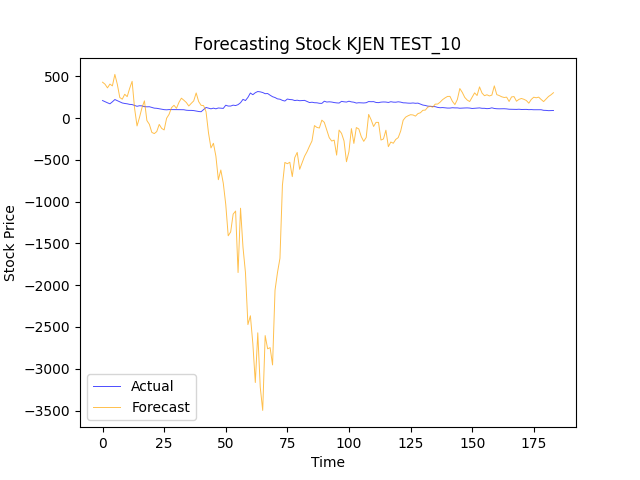 Forecasting Stock KJEN TEST_10
Stock Price
500
0
−500
−1000
−1500
−2000
−2500
−3000
−3500
Actual
Forecast
0 25 50 75 100 125 150 175
Time